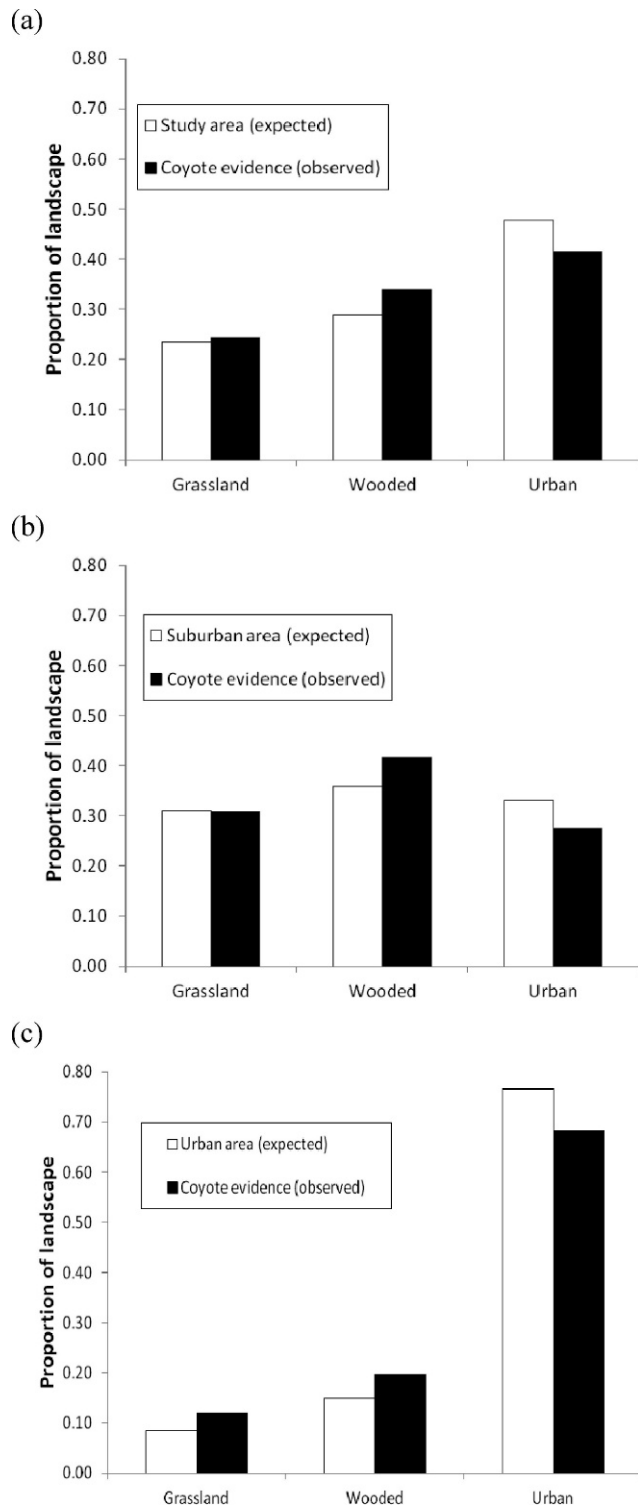 (a)
0.80
0.70
Study area (expected)
0.60
Coyote evidence (observed)
0.50
0.40
0.30
0.20
0.10
0.00
Proportion of landscape
Grassland Wooded Urban
(b)
0.80
0.70
Suburban area (expected)
0.60
Coyote evidence (observed)
0.50
0.40
0.30
0.20
0.10
0.00
Proportion of landscape
Grassland Wooded Urban
(c)
0.80
0.70
Urban area (expected)
0.60
Coyote evidence (observed)
0.50
0.40
0.30
0.20
0.10
0.00
Proportion of landscape
Grassland Wooded Urban